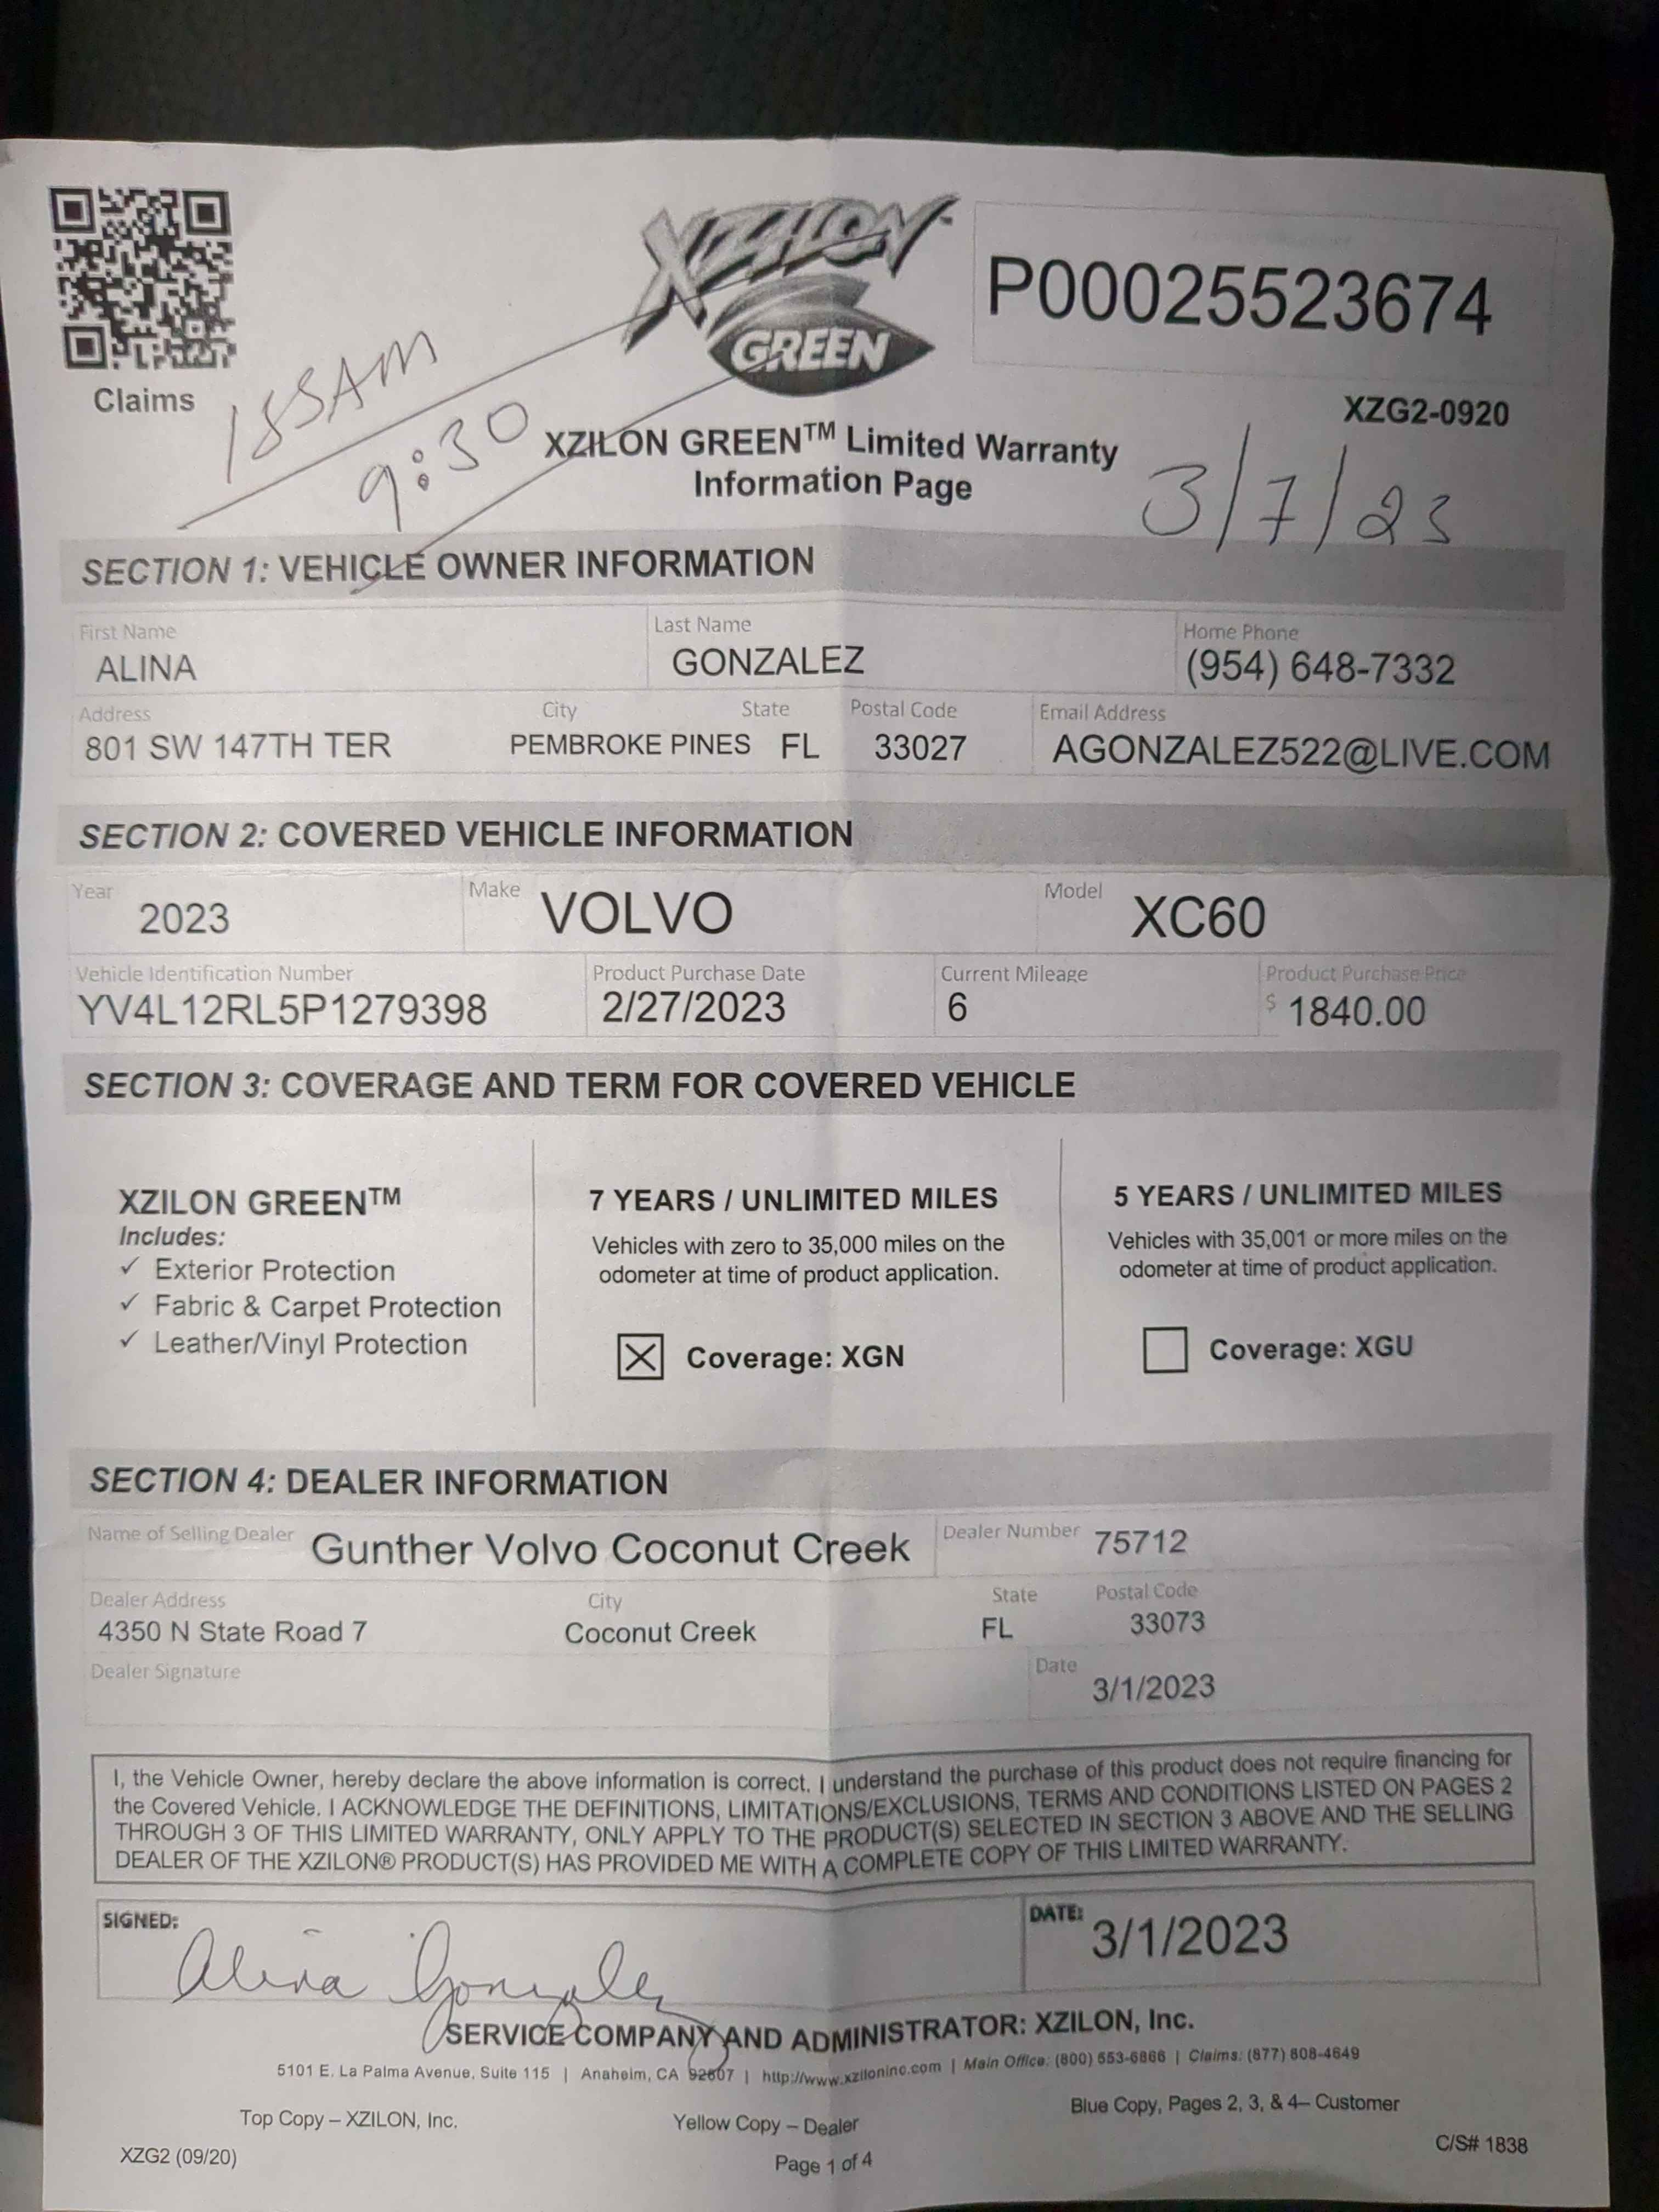 XZILON
GREEN
P00025523674
Claims
XZG2-0920
9:30
XZILON GREEN™ Limited Warranty
Information Page
3/7/23
SECTION 1: VEHICLE OWNER INFORMATION
First Name Last Name Home Phone
ALINA GONZALEZ (954) 648-7332
Address City State Postal Code Email Address
801 SW 147TH TER PEMBROKE PINES FL 33027 AGONZALEZ522@LIVE.COM
SECTION 2: COVERED VEHICLE INFORMATION
Year 2023 Make VOLVO Model XC60
Vehicle Identification Number Product Purchase Date Current Mileage Product Purchase Price
YV4L12RL5P1279398 2/27/2023 6 $ 1840.00
SECTION 3: COVERAGE AND TERM FOR COVERED VEHICLE
XZILON GREEN™
Includes:
✓ Exterior Protection
✓ Fabric & Carpet Protection
✓ Leather/Vinyl Protection
7 YEARS / UNLIMITED MILES
Vehicles with zero to 35,000 miles on the
odometer at time of product application.
Coverage: XGN
5 YEARS / UNLIMITED MILES
Vehicles with 35,001 or more miles on the
odometer at time of product application.
Coverage: XGU
SECTION 4: DEALER INFORMATION
Name of Selling Dealer Gunther Volvo Coconut Creek Dealer Number 75712
Dealer Address City State Postal Code
4350 N State Road 7 Coconut Creek FL 33073
Dealer Signature Date
3/1/2023
I, the Vehicle Owner, hereby declare the above information is correct. I understand the purchase of this product does not require financing for
the Covered Vehicle. I ACKNOWLEDGE THE DEFINITIONS, LIMITATIONS/EXCLUSIONS, TERMS AND CONDITIONS LISTED ON PAGES 2
THROUGH 3 OF THIS LIMITED WARRANTY, ONLY APPLY TO THE PRODUCT(S) SELECTED IN SECTION 3 ABOVE AND THE SELLING
DEALER OF THE XZILON® PRODUCT(S) HAS PROVIDED ME WITH A COMPLETE COPY OF THIS LIMITED WARRANTY.
SIGNED: Alina Gonzalez DATE: 3/1/2023
SERVICE COMPANY AND ADMINISTRATOR: XZILON, Inc.
5101 E. La Palma Avenue, Suite 115 | Anaheim, CA 92807 | http://www.xziloninc.com | Main Office: (800) 553-6866 | Claims: (877) 808-4649
Top Copy – XZILON, Inc. Yellow Copy – Dealer Blue Copy, Pages 2, 3, & 4– Customer
XZG2 (09/20) Page 1 of 4 C/S# 1838